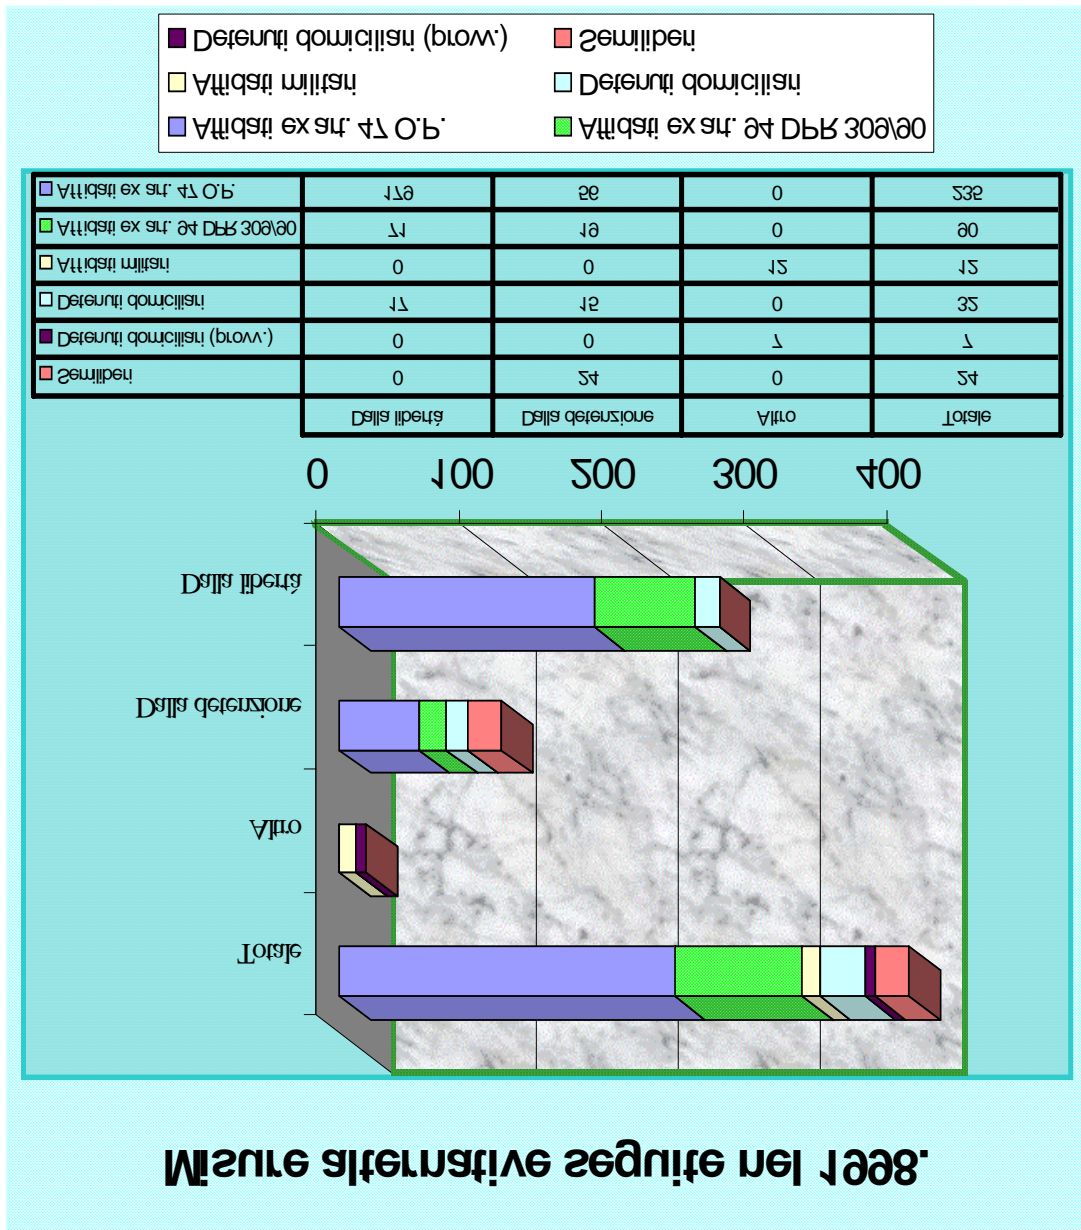 Misure alternative seguite nel 1998.
Totale
Altro
Dalla detenzione
Dalla libertà
0 100 200 300 400
Dalla libertà Dalla detenzione Altro Totale
Semiliberi 0 24 0 24
Detenuti domiciliari (provv.) 0 0 7 7
Detenuti domiciliari 17 15 0 32
Affidati militari 0 0 12 12
Affidati ex art. 94 DPR 309/90 71 19 0 90
Affidati ex art. 47 O.P. 179 56 0 235
Affidati ex art. 47 O.P. Affidati ex art. 94 DPR 309/90
Affidati militari Detenuti domiciliari
Detenuti domiciliari (provv.) Semiliberi